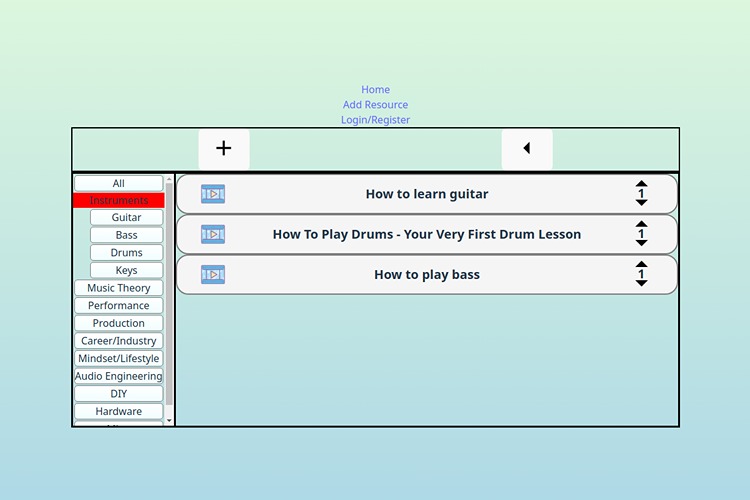 Home
Add Resource
Login/Register
+
All
Instruments
Guitar
Bass
Drums
Keys
Music Theory
Performance
Production
Career/Industry
Mindset/Lifestyle
Audio Engineering
DIY
Hardware
How to learn guitar
1
How To Play Drums - Your Very First Drum Lesson
1
How to play bass
1